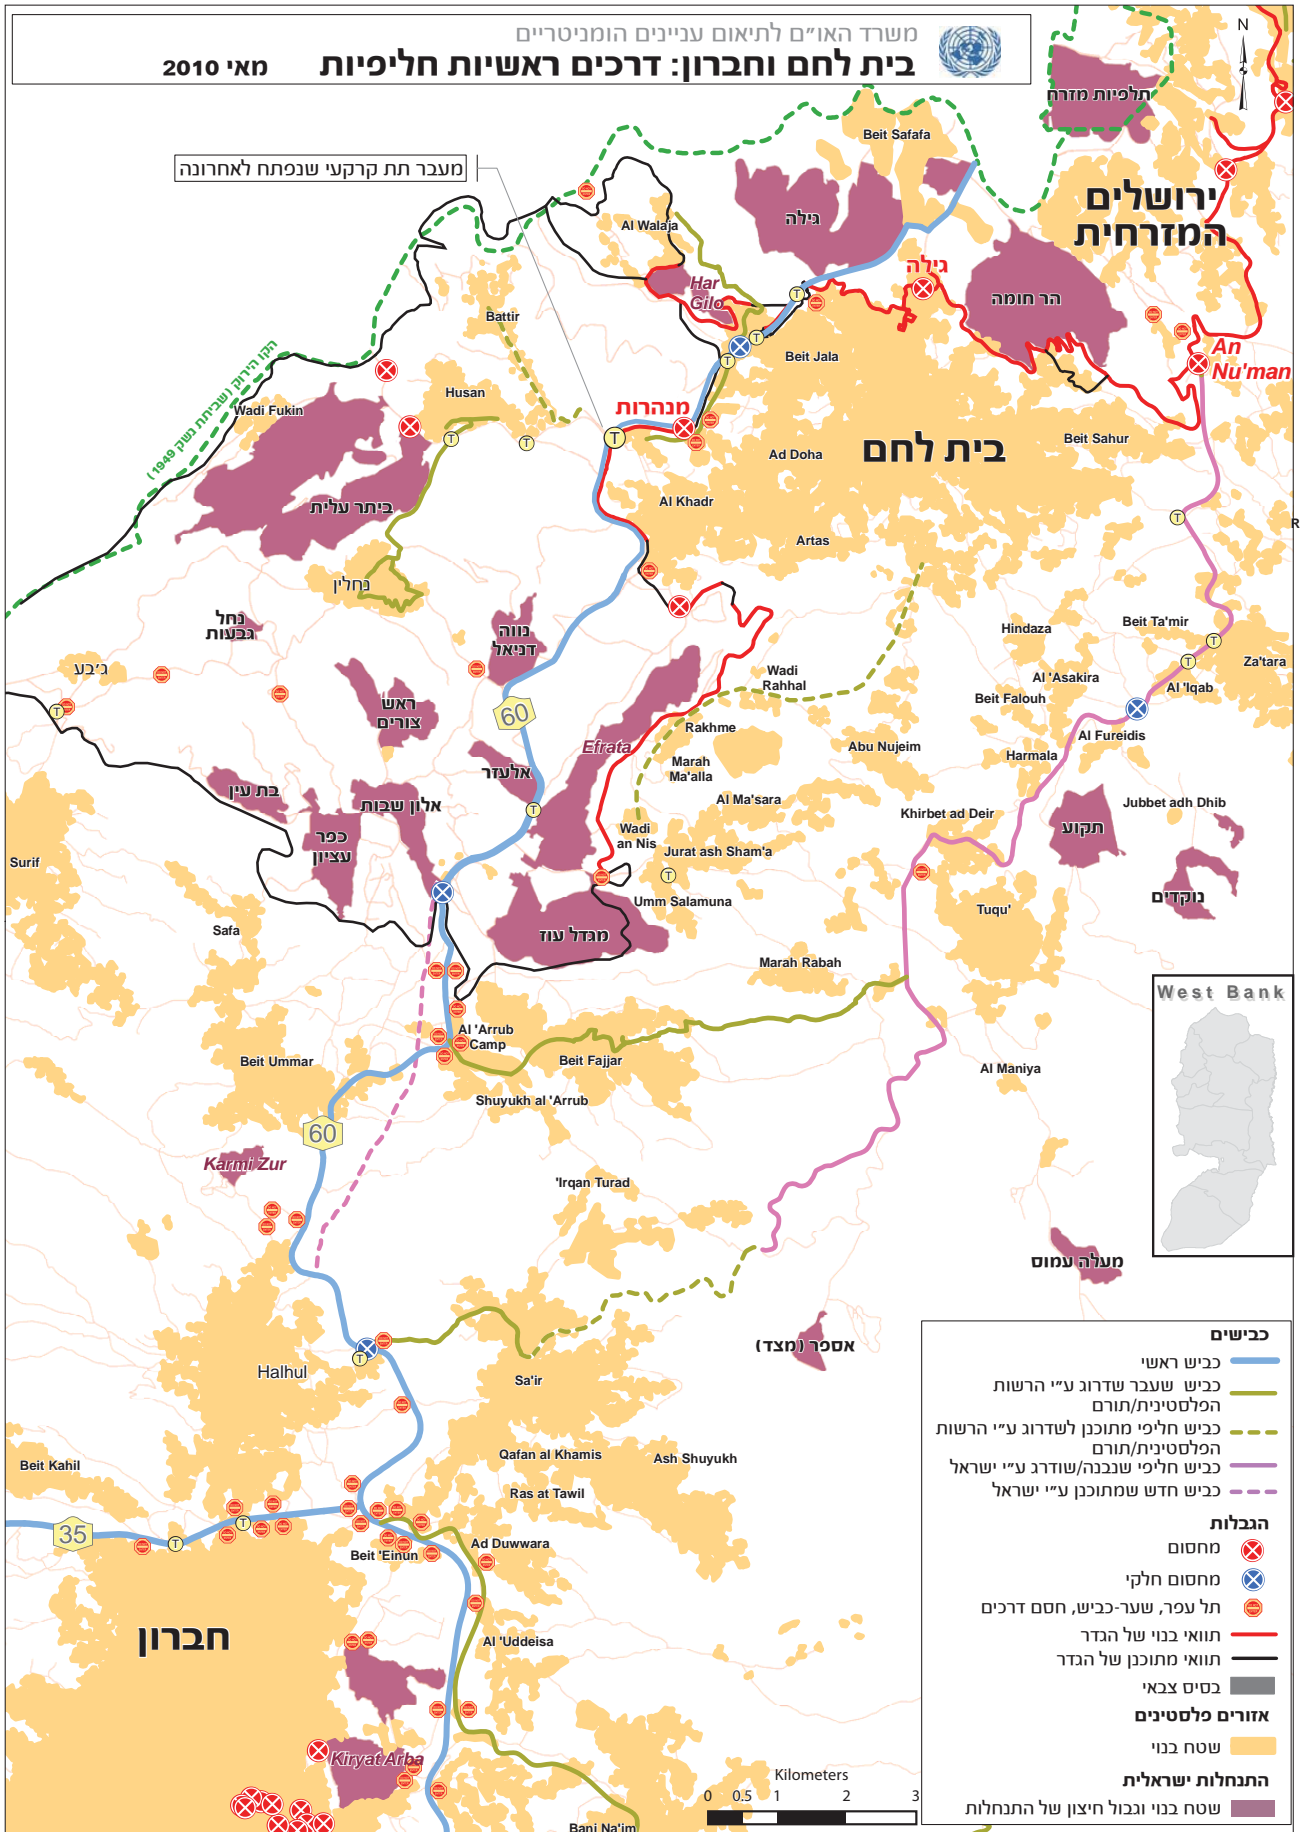 משרד האו״ם לתיאום עניינים הומניטריים
בית לחם וחברון: דרכים ראשיות חליפיות מאי 2010
N
תלפיות מזרח
Beit Safafa
מעבר תת קרקעי שנפתח לאחרונה
ירושלים
המזרחית
Al Walaja
גילה
גילה
Har
Gilo
הר חומה
Battir
An
Nu'man
Beit Jala
הקו הירוק (שביתת נשק 1949)
Husan
Wadi Fukin
מנהרות
T
בית לחם
Beit Sahur
Ad Doha
Al Khadr
ביתר עלית
R
Artas
נחלין
נחל
גבעות
נווה
דניאל
Hindaza
Beit Ta'mir
Za'tara
ג׳בע
Wadi
Rahhal
Al 'Asakira
Al 'Iqab
Beit Falouh
ראש
צורים
60
Rakhme
Al Fureidis
Efrata
Abu Nujeim
Harmala
Marah
Ma'alla
אלעזר
בת עין
אלון שבות
Al Ma'sara
Jubbet adh Dhib
Khirbet ad Deir
תקוע
כפר
עציון
Wadi
an Nis
Jurat ash Sham'a
Surif
נוקדים
Umm Salamuna
Tuqu'
Safa
מגדל עוז
Marah Rabah
West Bank
Al 'Arrub
Camp
Beit Ummar
Beit Fajjar
Al Maniya
Shuyukh al 'Arrub
60
Karmi Zur
'Irqan Turad
מעלה עמוס
אספר (מצד)
Halhul
Sa'ir
Qafan al Khamis
Ash Shuyukh
Beit Kahil
Ras at Tawil
35
Ad Duwwara
Beit 'Einun
חברון
Al 'Uddeisa
Kiryat Arba
Bani Na'im
Kilometers
0 0.5 1 2 3
כבישים
כביש ראשי
כביש שעבר שדרוג ע״י הרשות
הפלסטינית/תורם
כביש חליפי מתוכנן לשדרוג ע״י הרשות
הפלסטינית/תורם
כביש חליפי שנבנה/שודרג ע״י ישראל
כביש חדש שמתוכנן ע״י ישראל
הגבלות
מחסום
מחסום חלקי
תל עפר, שער-כביש, חסם דרכים
תוואי בנוי של הגדר
תוואי מתוכנן של הגדר
בסיס צבאי
אזורים פלסטינים
שטח בנוי
התנחלות ישראלית
שטח בנוי וגבול חיצון של התנחלות